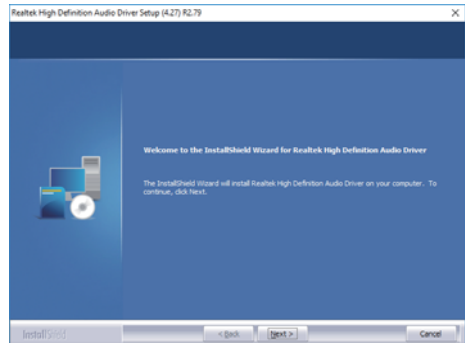 Realtek High Definition Audio Driver Setup (4.27) R2.79
Welcome to the InstallShield Wizard for Realtek High Definition Audio Driver
The InstallShield Wizard will install Realtek High Definition Audio Driver on your computer. To
continue, click Next.
InstallShield
< Back Next > Cancel